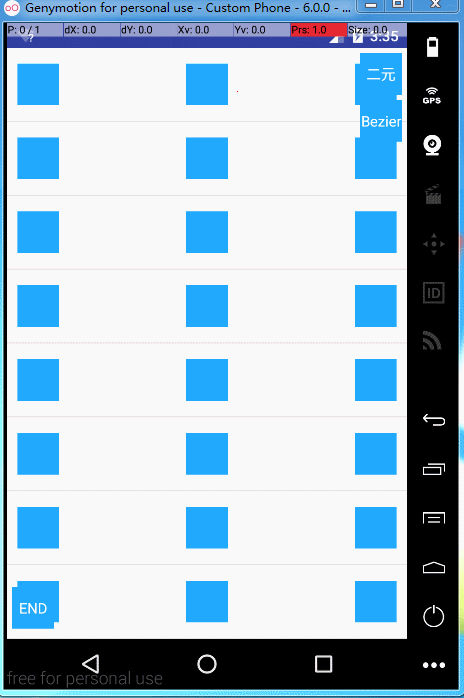 Genymotion for personal use - Custom Phone - 6.0.0 - ...
P: 0 / 1 dX: 0.0 dY: 0.0 Xv: 0.0 Yv: 0.0 Prs: 1.0 Size: 0.0
3:35
二元
GPS
Bezier
ID
END
free for personal use